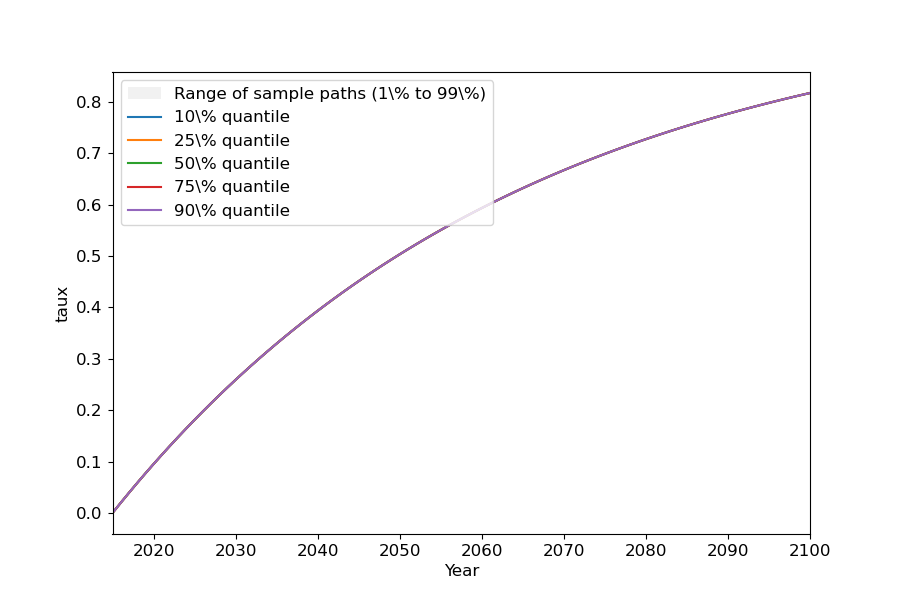 Range of sample paths (1\% to 99\%)
10\% quantile
25\% quantile
50\% quantile
75\% quantile
90\% quantile
0.8
0.7
0.6
0.5
0.4
0.3
0.2
0.1
0.0
taux
2020 2030 2040 2050 2060 2070 2080 2090 2100
Year